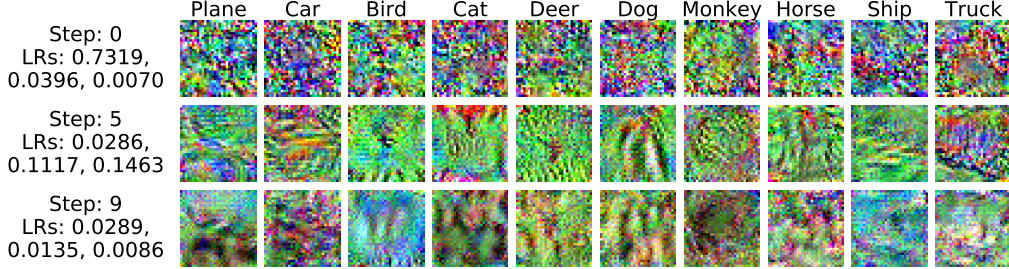 Plane Car Bird Cat Deer Dog Monkey Horse Ship Truck
Step: 0
LRs: 0.7319,
0.0396, 0.0070
Step: 5
LRs: 0.0286,
0.1117, 0.1463
Step: 9
LRs: 0.0289,
0.0135, 0.0086